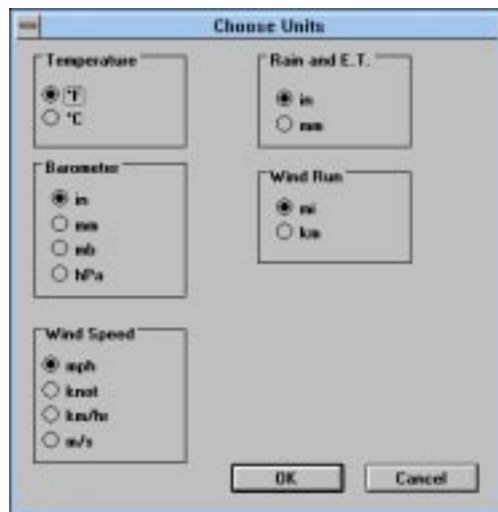 Choose Units
Temperature
°F
°C
Barometer
in
mm
mb
hPa
Wind Speed
mph
knot
km/hr
m/s
Rain and E.T.
in
mm
Wind Run
mi
km
OK
Cancel